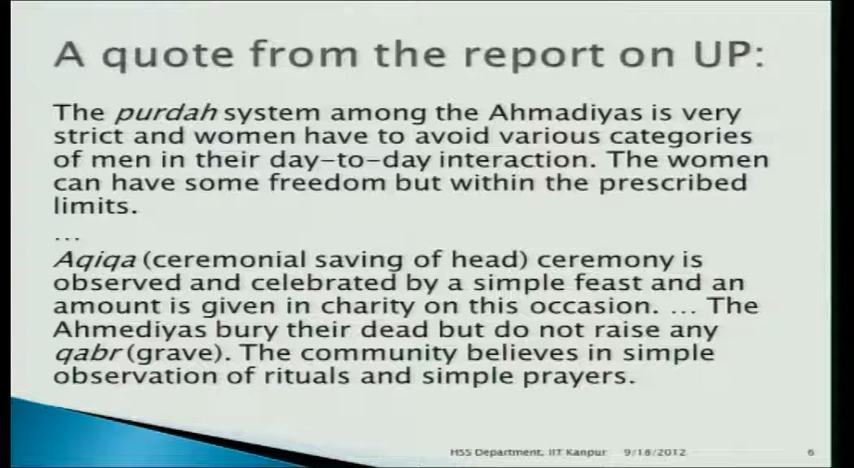 A quote from the report on UP:
The purdah system among the Ahmadiyas is very
strict and women have to avoid various categories
of men in their day-to-day interaction. The women
can have some freedom but within the prescribed
limits.
...
Aqiqa (ceremonial saving of head) ceremony is
observed and celebrated by a simple feast and an
amount is given in charity on this occasion. ... The
Ahmediyas bury their dead but do not raise any
qabr (grave). The community believes in simple
observation of rituals and simple prayers.
HSS Department, IIT Kanpur 9/18/2012 6